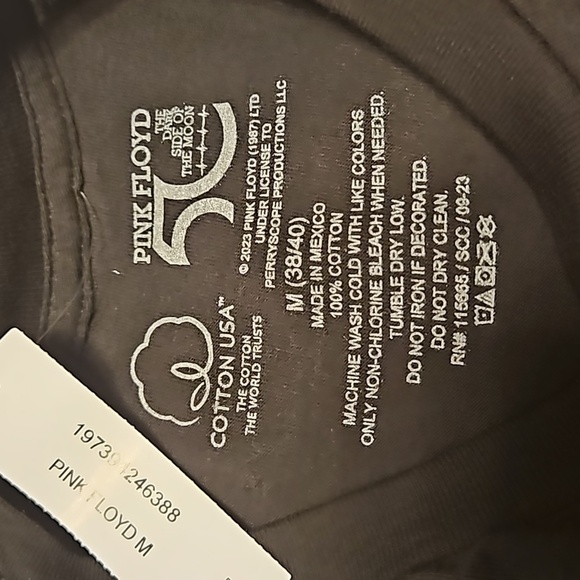 PINK FLOYD
50
THE
DARK
SIDE OF
THE MOON
© 2023 PINK FLOYD (1987) LTD
UNDER LICENSE TO
PERRYSCOPE PRODUCTIONS LLC
COTTON USA™
THE COTTON
THE WORLD TRUSTS
M (38/40)
MADE IN MEXICO
100% COTTON
MACHINE WASH COLD WITH LIKE COLORS
ONLY NON-CHLORINE BLEACH WHEN NEEDED.
TUMBLE DRY LOW.
DO NOT IRON IF DECORATED.
DO NOT DRY CLEAN.
RN# 115665 / SCC / 09-23
PINK FLOYD M